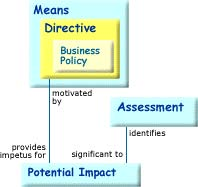 Means
Directive
Business
Policy
motivated
by
Assessment
identifies
provides
impetus for
significant to
Potential Impact